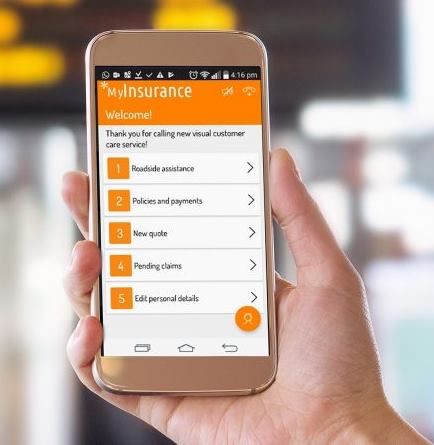 4:16 pm
*MyInsurance
Welcome!
Thank you for calling new visual customer
care service!
1 Roadside assistance
2 Policies and payments
3 New quote
4 Pending claims
5 Edit personal details